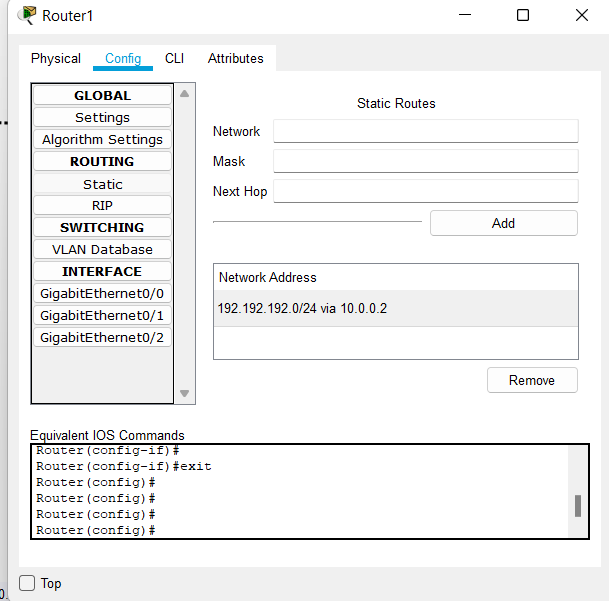 Router1
Physical Config CLI Attributes
GLOBAL
Settings
Algorithm Settings
ROUTING
Static
RIP
SWITCHING
VLAN Database
INTERFACE
GigabitEthernet0/0
GigabitEthernet0/1
GigabitEthernet0/2
Static Routes
Network
Mask
Next Hop
Add
Network Address
192.192.192.0/24 via 10.0.0.2
Remove
Equivalent IOS Commands
Router(config-if)#
Router(config-if)#exit
Router(config)#
Router(config)#
Router(config)#
Router(config)#
Top
0.